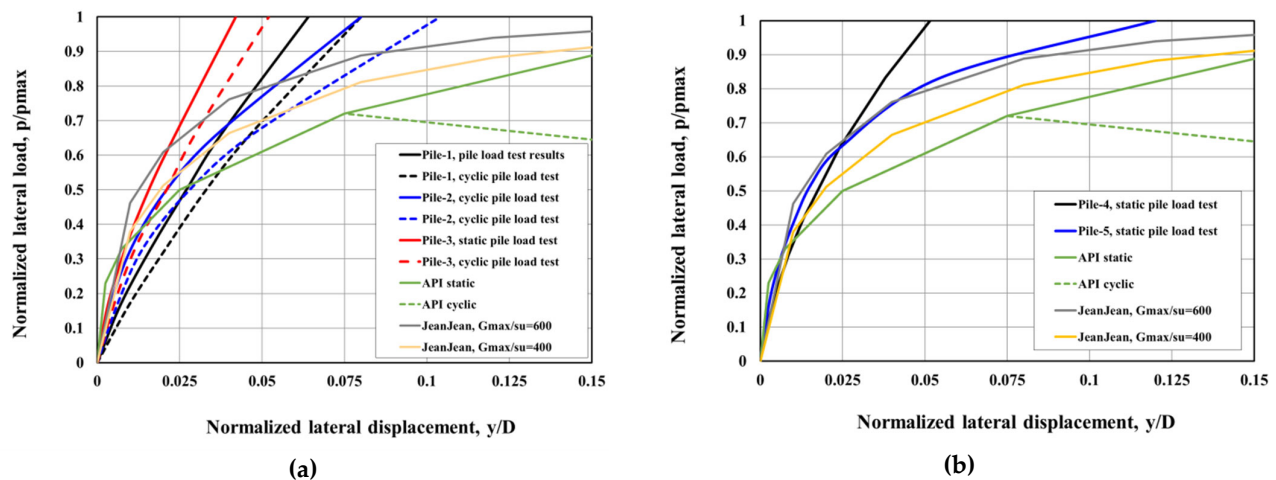 Normalized lateral load, p/pmax
1
0.9
0.8
0.7
0.6
0.5
0.4
0.3
0.2
0.1
0
0
0.025
0.05
0.075
0.1
0.125
0.15
Pile-1, pile load test results
Pile-1, cyclic pile load test
Pile-2, cyclic pile load test
Pile-2, cyclic pile load test
Pile-3, static pile load test
Pile-3, cyclic pile load test
API static
API cyclic
JeanJean, Gmax/su=600
JeanJean, Gmax/su=400
Normalized lateral displacement, y/D
(a)
Normalized lateral load, p/pmax
1
0.9
0.8
0.7
0.6
0.5
0.4
0.3
0.2
0.1
0
0
0.025
0.05
0.075
0.1
0.125
0.15
Pile-4, static pile load test
Pile-5, static pile load test
API static
API cyclic
JeanJean, Gmax/su=600
JeanJean, Gmax/su=400
Normalized lateral displacement, y/D
(b)